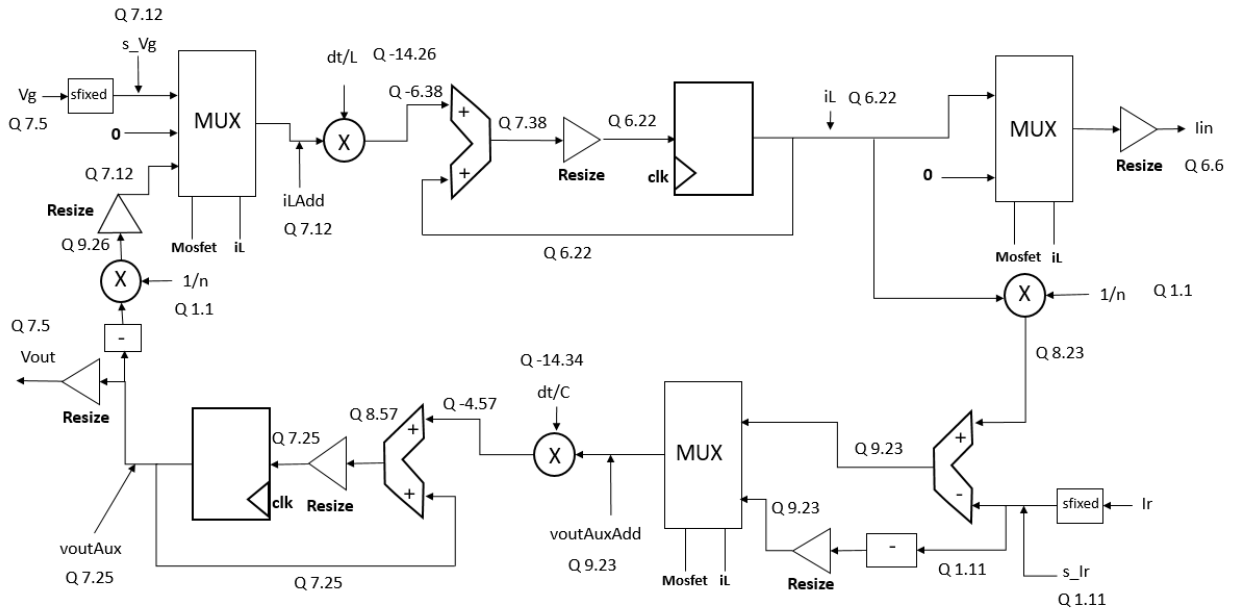 Q 7.12
s_Vg
Vg
sfixed
Q 7.5
0
MUX
Q 7.12
Resize
Q 9.26
Mosfet
iL
X
1/n
Q 1.1
-
dt/L
Q -14.26
Q -6.38
X
iLAdd
Q 7.12
+
+
Q 7.38
Resize
Q 6.22
clk
Q 6.22
iL
Q 6.22
MUX
0
Mosfet
iL
Resize
Iin
Q 6.6
X
1/n
Q 1.1
Q 8.23
Q 7.5
Vout
Resize
voutAux
Q 7.25
clk
Q 7.25
Q 7.25
Resize
Q 8.57
+
+
Q -4.57
Q -14.34
dt/C
X
voutAuxAdd
Q 9.23
MUX
Mosfet
iL
Q 9.23
Q 9.23
Resize
-
Q 1.11
+
-
sfixed
Ir
s_Ir
Q 1.11